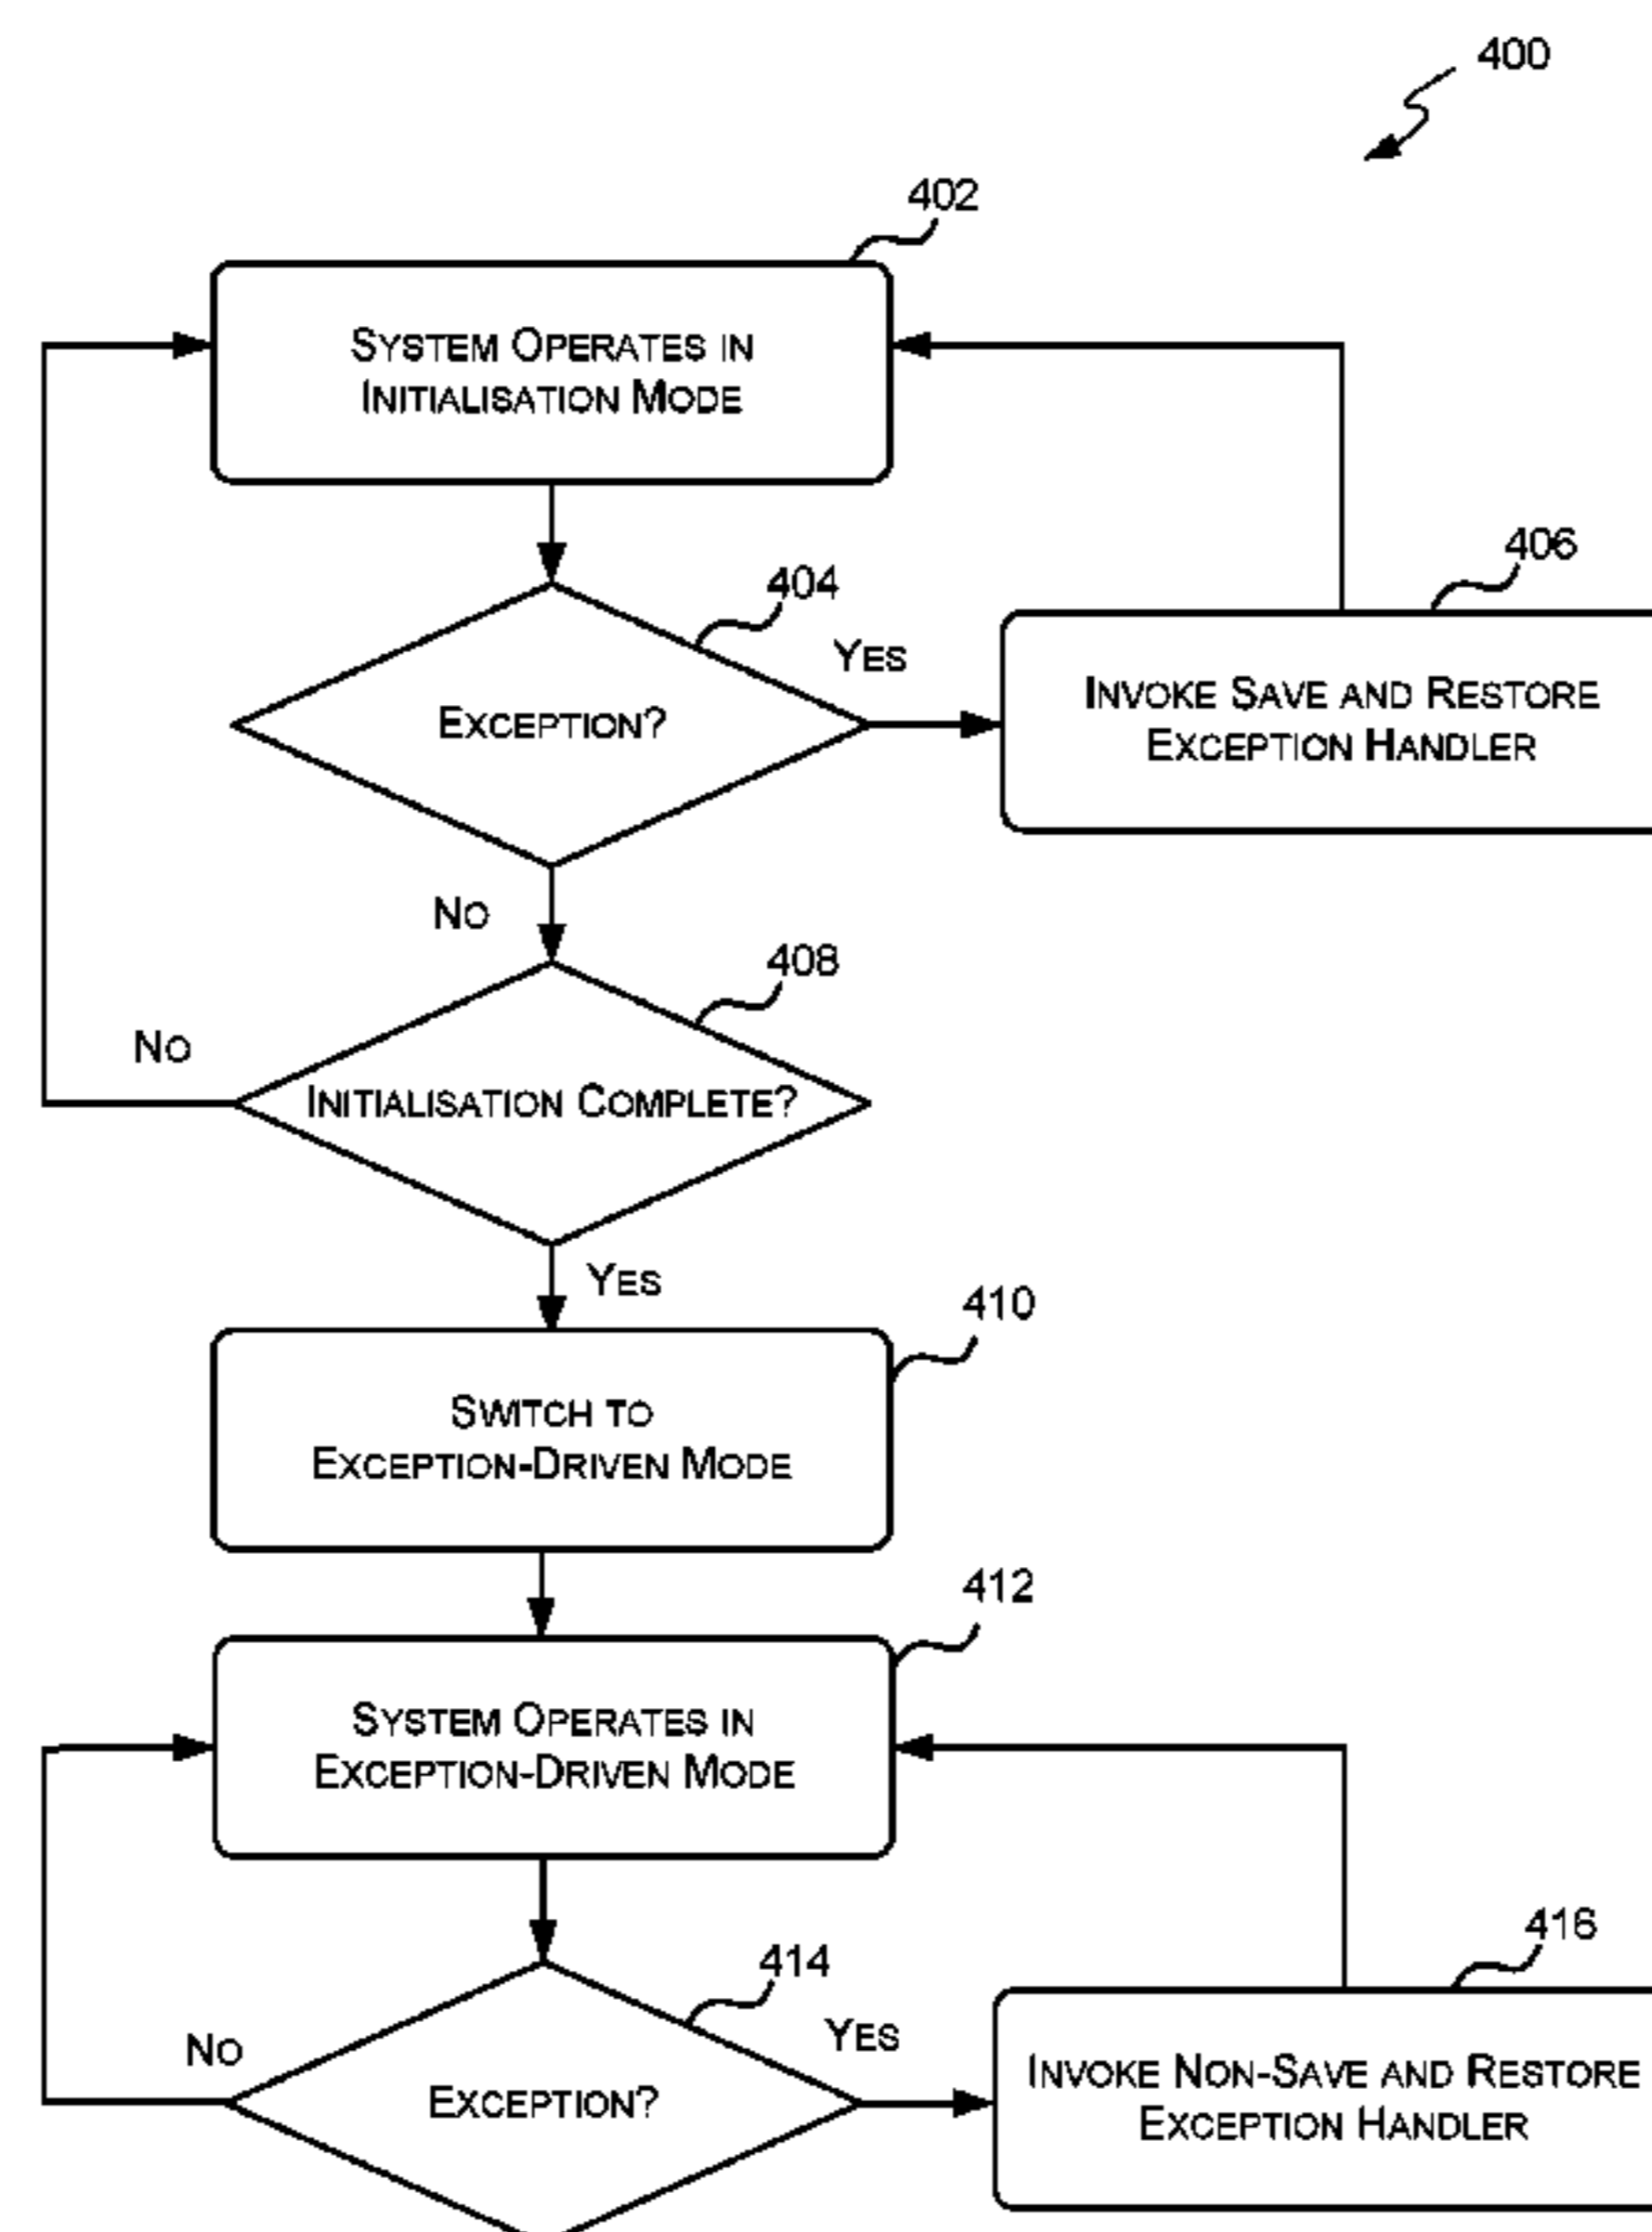 400
402
System Operates in
Initialisation Mode
404
406
Yes
Exception?
Invoke Save and Restore
Exception Handler
No
408
No
Initialisation Complete?
Yes
410
Switch to
Exception-Driven Mode
412
System Operates in
Exception-Driven Mode
414
416
Yes
No
Exception?
Invoke Non-Save and Restore
Exception Handler